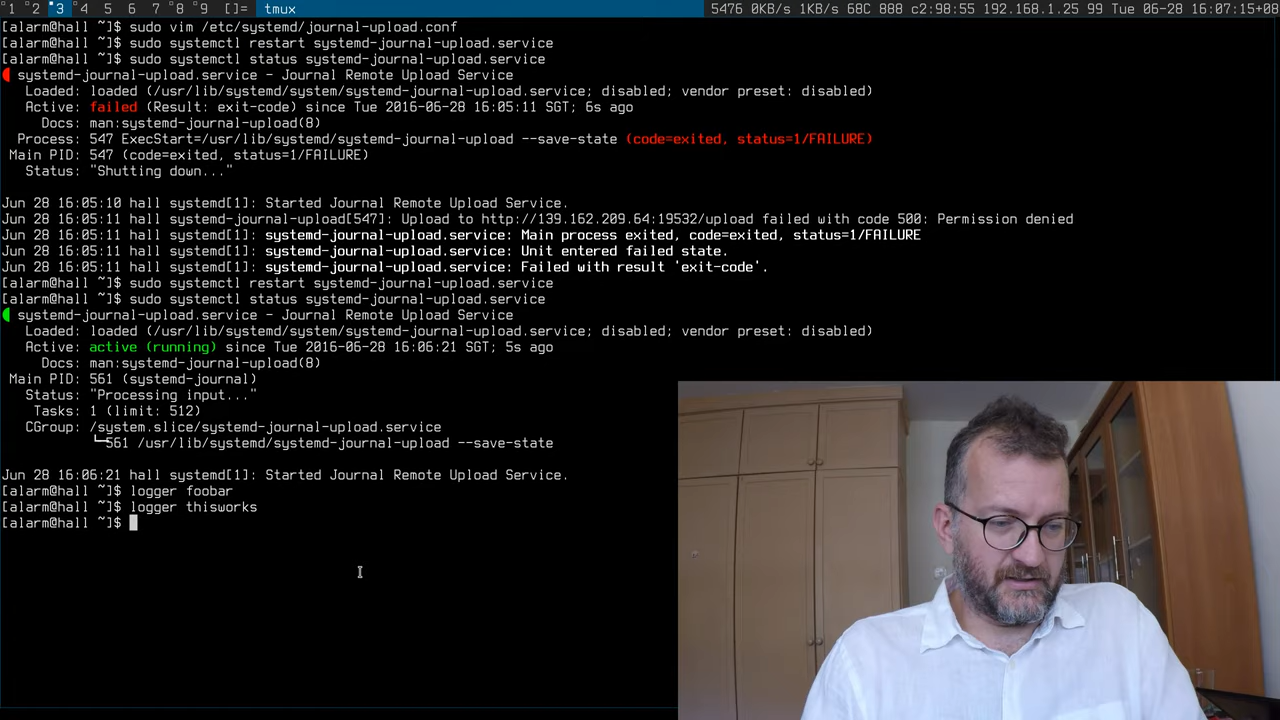 1 2 3 4 5 6 7 8 9 []= tmux 5476 0KB/s 1KB/s 68C 888 c2:98:55 192.168.1.25 99 Tue 06-28 16:07:15+08
[alarm@hall ~]$ sudo vim /etc/systemd/journal-upload.conf
[alarm@hall ~]$ sudo systemctl restart systemd-journal-upload.service
[alarm@hall ~]$ sudo systemctl status systemd-journal-upload.service
systemd-journal-upload.service - Journal Remote Upload Service
Loaded: loaded (/usr/lib/systemd/system/systemd-journal-upload.service; disabled; vendor preset: disabled)
Active: failed (Result: exit-code) since Tue 2016-06-28 16:05:11 SGT; 6s ago
Docs: man:systemd-journal-upload(8)
Process: 547 ExecStart=/usr/lib/systemd/systemd-journal-upload --save-state (code=exited, status=1/FAILURE)
Main PID: 547 (code=exited, status=1/FAILURE)
Status: "Shutting down..."
Jun 28 16:05:10 hall systemd[1]: Started Journal Remote Upload Service.
Jun 28 16:05:11 hall systemd-journal-upload[547]: Upload to http://139.162.209.64:19532/upload failed with code 500: Permission denied
Jun 28 16:05:11 hall systemd[1]: systemd-journal-upload.service: Main process exited, code=exited, status=1/FAILURE
Jun 28 16:05:11 hall systemd[1]: systemd-journal-upload.service: Unit entered failed state.
Jun 28 16:05:11 hall systemd[1]: systemd-journal-upload.service: Failed with result 'exit-code'.
[alarm@hall ~]$ sudo systemctl restart systemd-journal-upload.service
[alarm@hall ~]$ sudo systemctl status systemd-journal-upload.service
systemd-journal-upload.service - Journal Remote Upload Service
Loaded: loaded (/usr/lib/systemd/system/systemd-journal-upload.service; disabled; vendor preset: disabled)
Active: active (running) since Tue 2016-06-28 16:06:21 SGT; 5s ago
Docs: man:systemd-journal-upload(8)
Main PID: 561 (systemd-journal)
Status: "Processing input..."
Tasks: 1 (limit: 512)
CGroup: /system.slice/systemd-journal-upload.service
└─561 /usr/lib/systemd/systemd-journal-upload --save-state
Jun 28 16:06:21 hall systemd[1]: Started Journal Remote Upload Service.
[alarm@hall ~]$ logger foobar
[alarm@hall ~]$ logger thisworks
[alarm@hall ~]$